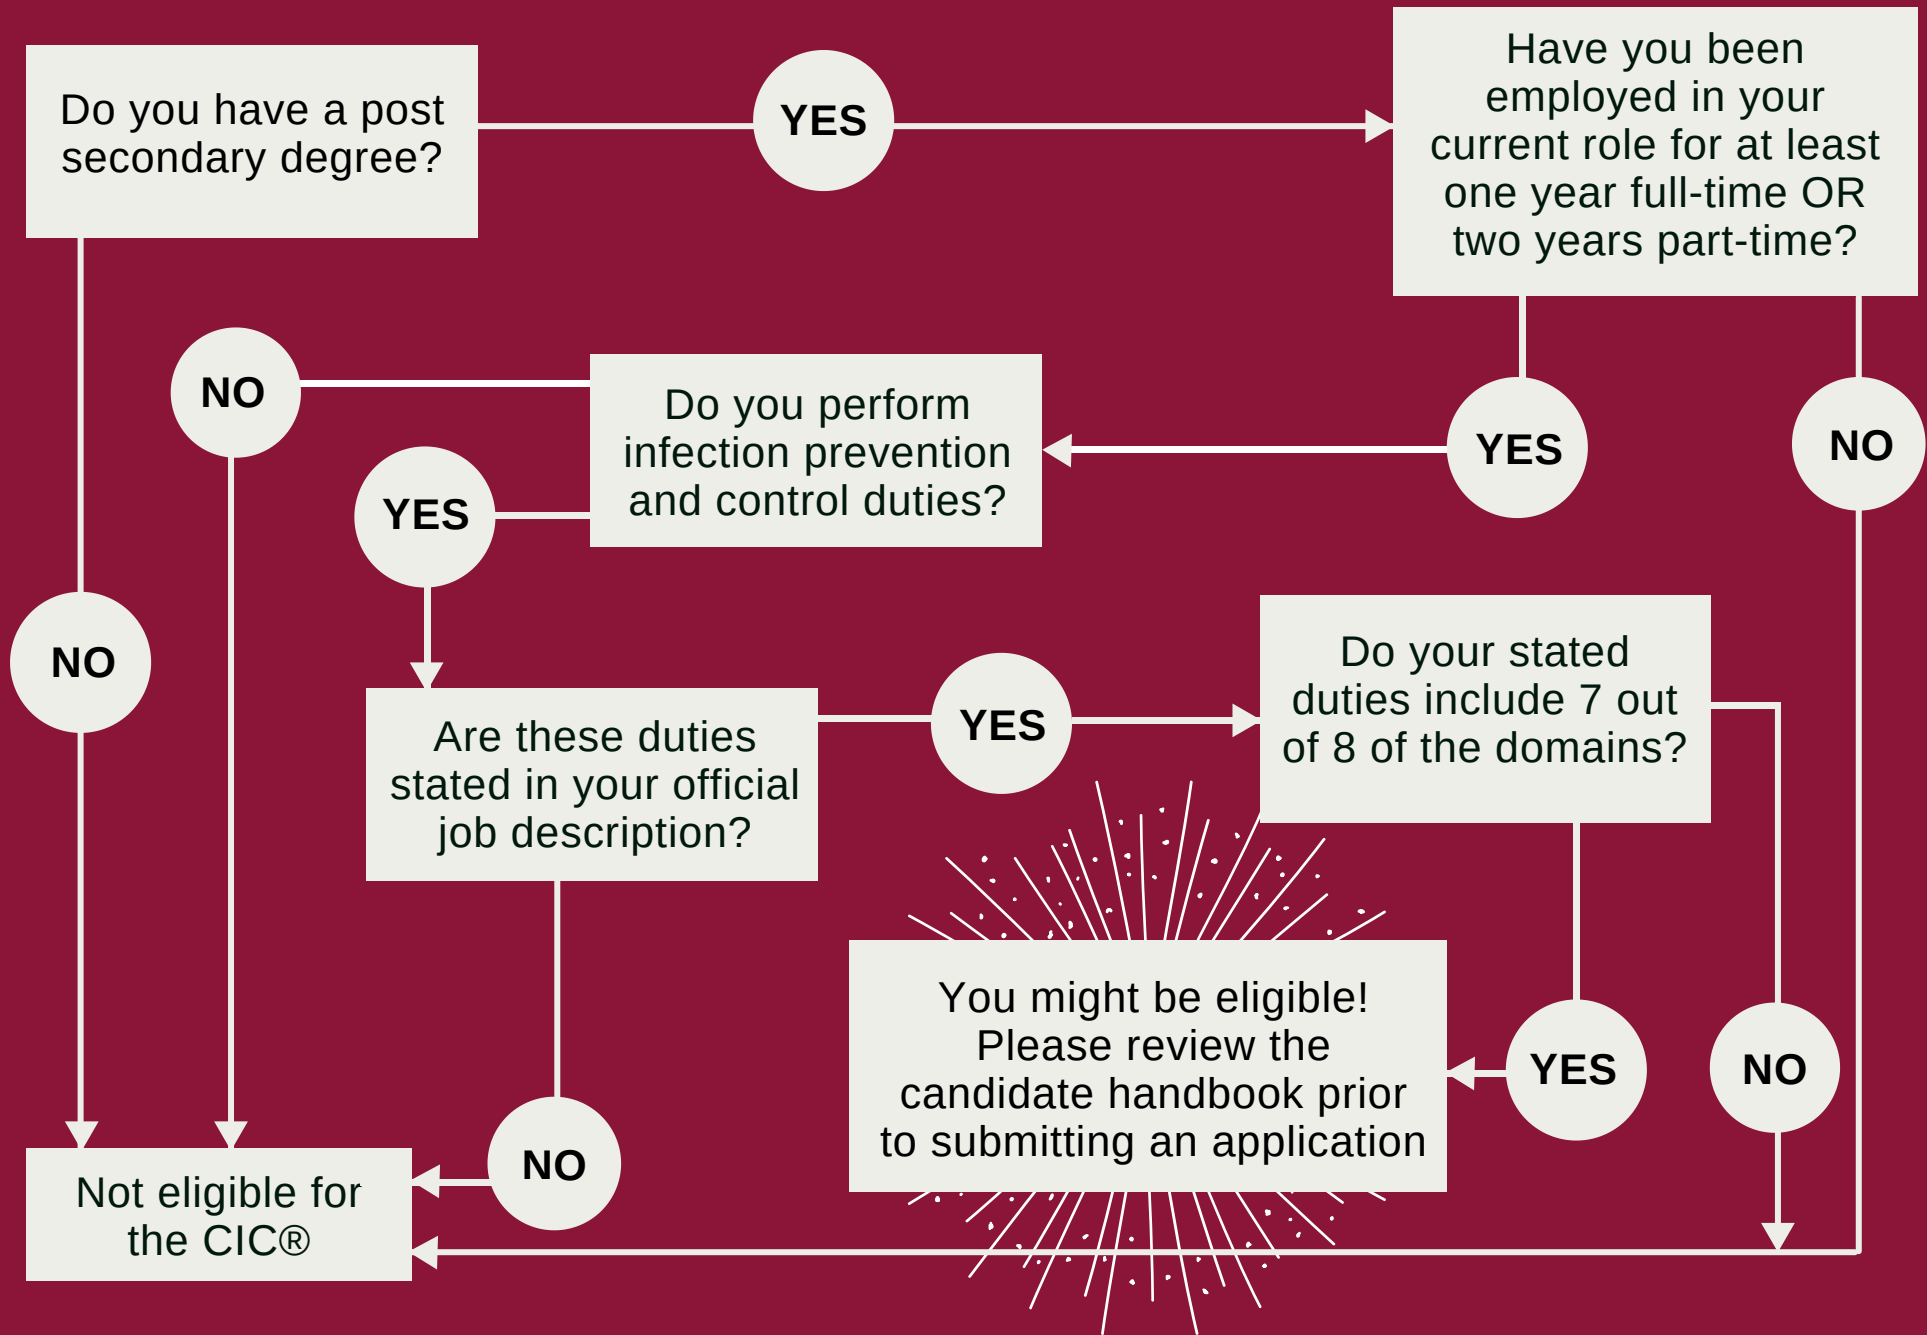 Do you have a post
secondary degree?
YES
Have you been
employed in your
current role for at least
one year full-time OR
two years part-time?
NO
Do you perform
infection prevention
and control duties?
YES
NO
YES
NO
Are these duties
stated in your official
job description?
YES
Do your stated
duties include 7 out
of 8 of the domains?
You might be eligible!
Please review the
candidate handbook prior
to submitting an application
YES
NO
NO
Not eligible for
the CIC®